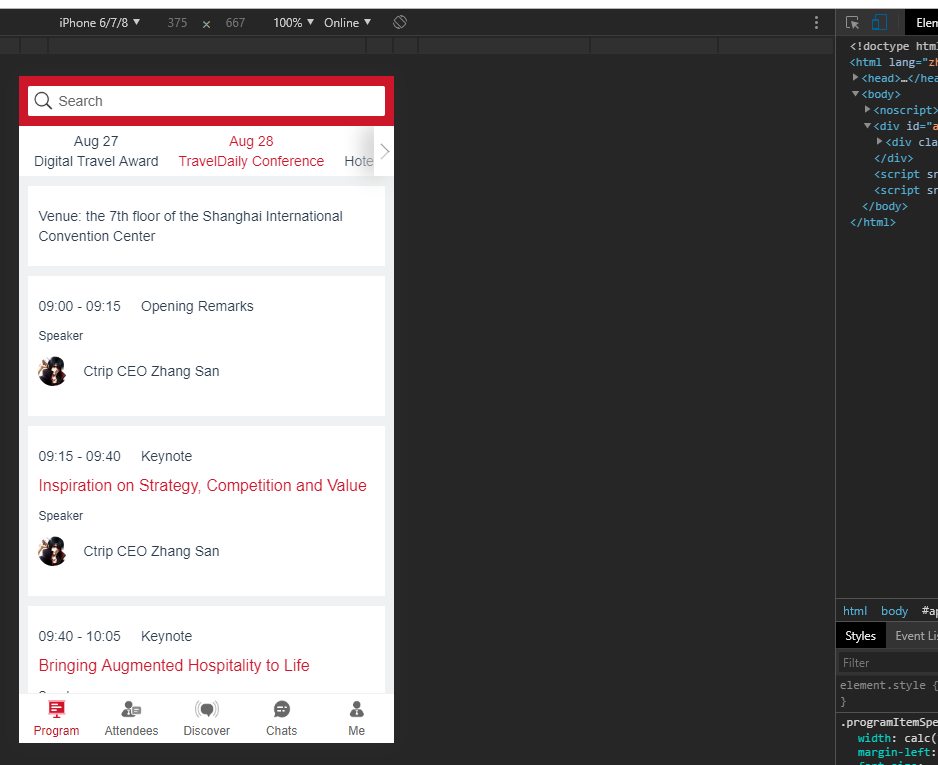 iPhone 6/7/8 ▼ 375 × 667 100% ▼ Online ▼
Search
Aug 27
Digital Travel Award
Aug 28
TravelDaily Conference
Hote
Venue: the 7th floor of the Shanghai International
Convention Center
09:00 - 09:15 Opening Remarks
Speaker
Ctrip CEO Zhang San
09:15 - 09:40 Keynote
Inspiration on Strategy, Competition and Value
Speaker
Ctrip CEO Zhang San
09:40 - 10:05 Keynote
Bringing Augmented Hospitality to Life
Program Attendees Discover Chats Me
Elem
<!doctype html
<html lang="zh
<head>…</hea
<body>
<noscript>
<div id="a
<div cla
</div>
<script sr
<script sr
</body>
</html>
html body #ap
Styles Event Lis
Filter
element.style {
}
.programItemSpe
width: calc(
margin-left: